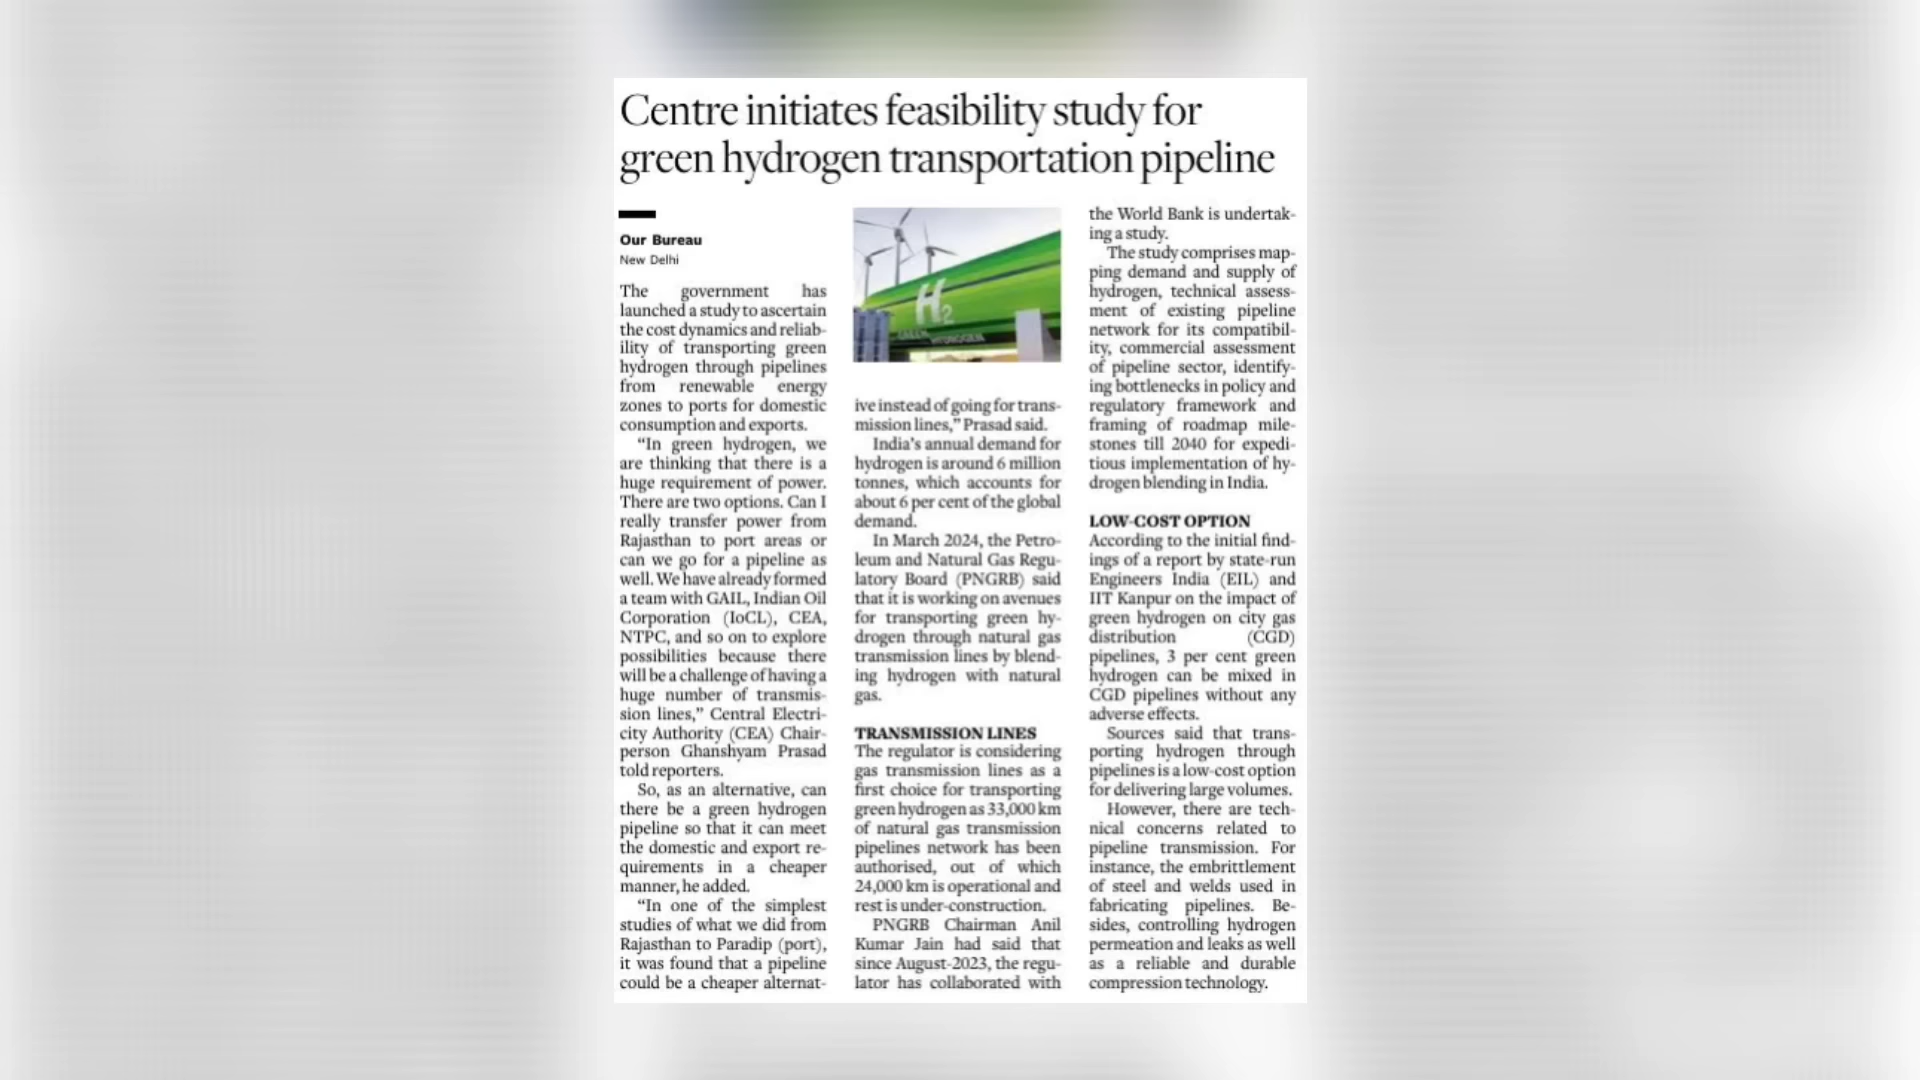 Centre initiates feasibility study for
green hydrogen transportation pipeline
Our Bureau
New Delhi
The government has
launched a study to ascertain
the cost dynamics and reliab-
ility of transporting green
hydrogen through pipelines
from renewable energy
zones to ports for domestic
consumption and exports.
“In green hydrogen, we
are thinking that there is a
huge requirement of power.
There are two options. Can I
really transfer power from
Rajasthan to port areas or
can we go for a pipeline as
well. We have already formed
a team with GAIL, Indian Oil
Corporation (IoCL), CEA,
NTPC, and so on to explore
possibilities because there
will be a challenge of having a
huge number of transmis-
sion lines,” Central Electri-
city Authority (CEA) Chair-
person Ghanshyam Prasad
told reporters.
So, as an alternative, can
there be a green hydrogen
pipeline so that it can meet
the domestic and export re-
quirements in a cheaper
manner, he added.
“In one of the simplest
studies of what we did from
Rajasthan to Paradip (port),
it was found that a pipeline
could be a cheaper alternat-
H2
GREEN HYDROGEN
ive instead of going for trans-
mission lines,” Prasad said.
India’s annual demand for
hydrogen is around 6 million
tonnes, which accounts for
about 6 per cent of the global
demand.
In March 2024, the Petro-
leum and Natural Gas Regu-
latory Board (PNGRB) said
that it is working on avenues
for transporting green hy-
drogen through natural gas
transmission lines by blend-
ing hydrogen with natural
gas.
TRANSMISSION LINES
The regulator is considering
gas transmission lines as a
first choice for transporting
green hydrogen as 33,000 km
of natural gas transmission
pipelines network has been
authorised, out of which
24,000 km is operational and
rest is under-construction.
PNGRB Chairman Anil
Kumar Jain had said that
since August-2023, the regu-
lator has collaborated with
the World Bank is undertak-
ing a study.
The study comprises map-
ping demand and supply of
hydrogen, technical assess-
ment of existing pipeline
network for its compatibil-
ity, commercial assessment
of pipeline sector, identify-
ing bottlenecks in policy and
regulatory framework and
framing of roadmap mile-
stones till 2040 for expedi-
tious implementation of hy-
drogen blending in India.
LOW-COST OPTION
According to the initial find-
ings of a report by state-run
Engineers India (EIL) and
IIT Kanpur on the impact of
green hydrogen on city gas
distribution (CGD)
pipelines, 3 per cent green
hydrogen can be mixed in
CGD pipelines without any
adverse effects.
Sources said that trans-
porting hydrogen through
pipelines is a low-cost option
for delivering large volumes.
However, there are tech-
nical concerns related to
pipeline transmission. For
instance, the embrittlement
of steel and welds used in
fabricating pipelines. Be-
sides, controlling hydrogen
permeation and leaks as well
as a reliable and durable
compression technology.